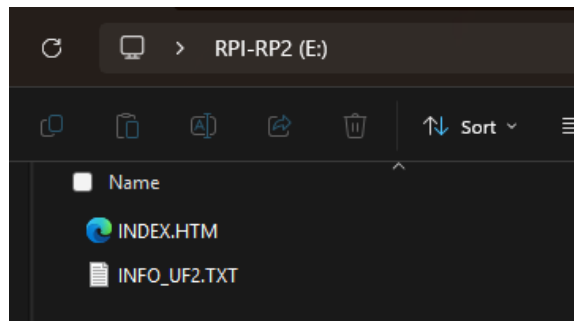 RPI-RP2 (E:)
Sort
Name
INDEX.HTM
INFO_UF2.TXT